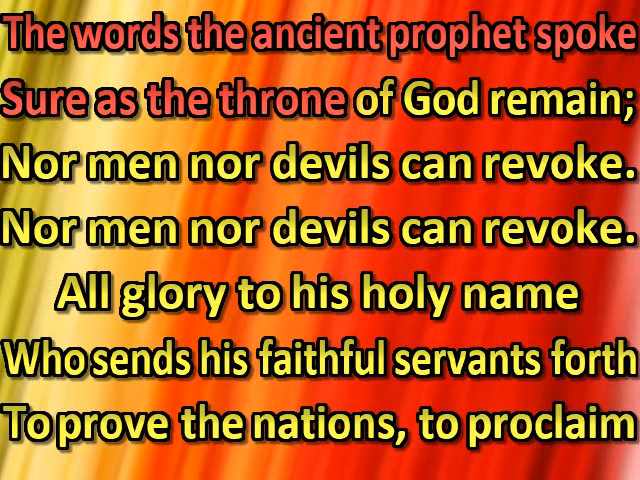 The words the ancient prophet spoke
Sure as the throne of God remain;
Nor men nor devils can revoke.
Nor men nor devils can revoke.
All glory to his holy name
Who sends his faithful servants forth
To prove the nations, to proclaim